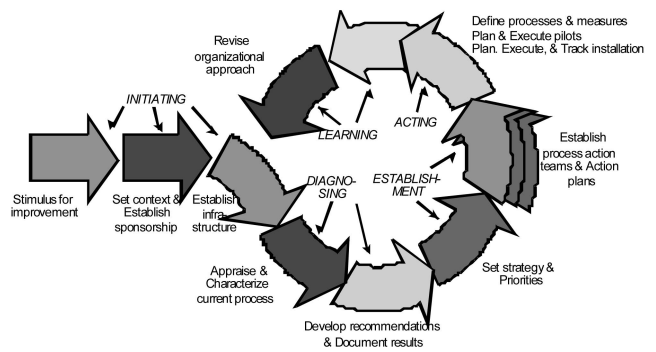 Define processes & measures
Plan & Execute pilots
Plan. Execute, & Track installation
Revise
organizational
approach
INITIATING
LEARNING
ACTING
Establish
process action
teams & Action
plans
Stimulus for
improvement
Set context &
Establish
sponsorship
Establish
infra-
structure
DIAGNO-
SING
ESTABLISH-
MENT
Appraise &
Characterize
current process
Set strategy &
Priorities
Develop recommendations
& Document results